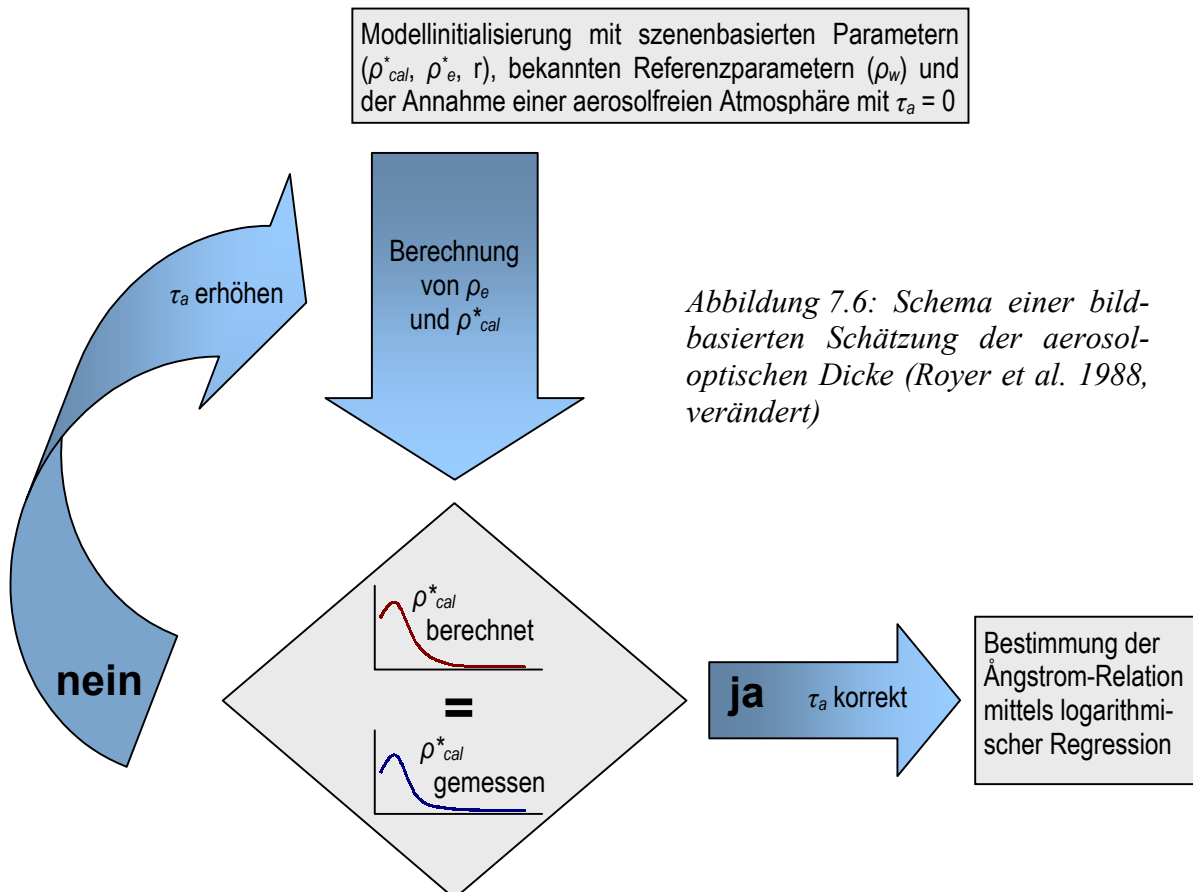 Modellinitialisierung mit szenenbasierten Parametern
(ρ*cal, ρ*e, r), bekannten Referenzparametern (ρw) und
der Annahme einer aerosolfreien Atmosphäre mit τa = 0
Berechnung
von ρe
und ρ*cal
τa erhöhen
Abbildung 7.6: Schema einer bild-
basierten Schätzung der aerosol-
optischen Dicke (Royer et al. 1988,
verändert)
ρ*cal
berechnet
=
ρ*cal
gemessen
nein
ja τa korrekt
Bestimmung der
Ångstrom-Relation
mittels logarithmi-
scher Regression